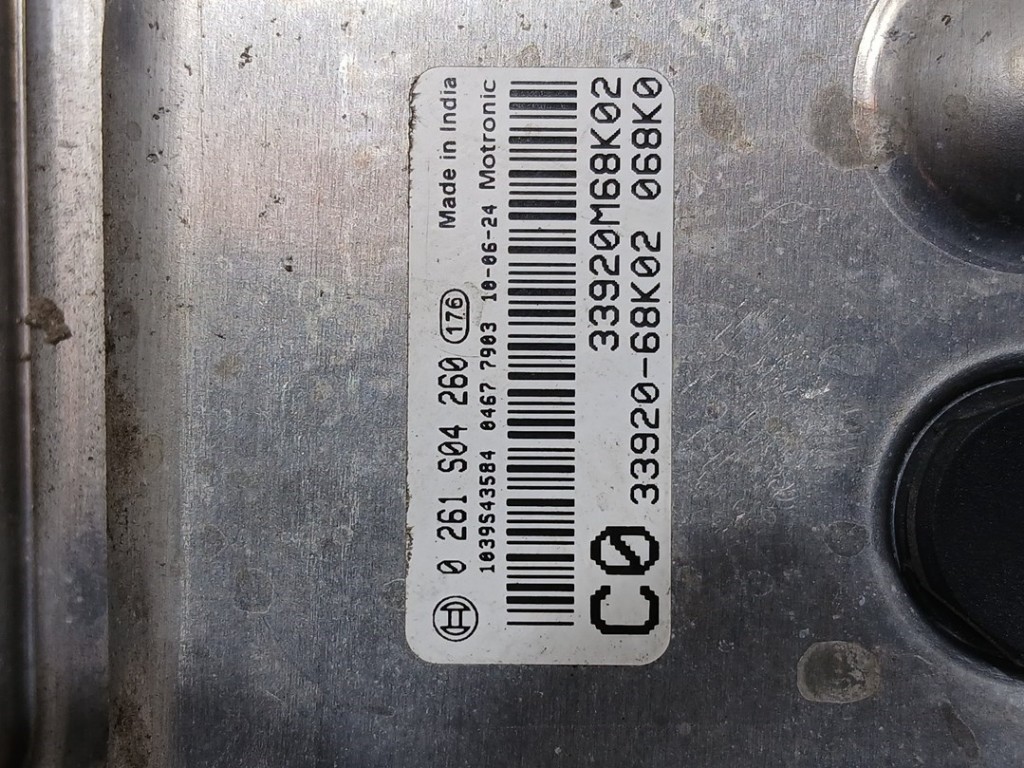 0 261 S04 260 176 Made in India
1039S43584 0467 7903 10-06-24 Motronic
33920M68K02
C0 33920-68K02 068K0